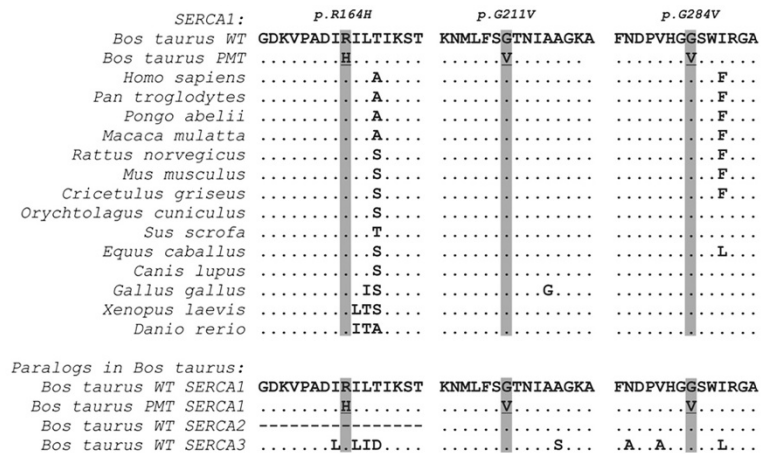 SERCA1: p.R164H p.G211V p.G284V
Bos taurus WT GDKVPADIRILTIKST KNMLFSGTNIAAGKA FNDPVHGGSWIRGA
Bos taurus PMT ........H....... ......V........ .......V......
Homo sapiens ...........A.... ............... ..........F...
Pan troglodytes ...........A.... ............... ..........F...
Pongo abelii ...........A.... ............... ..........F...
Macaca mulatta ...........A.... ............... ..........F...
Rattus norvegicus ...........S.... ............... ..........F...
Mus musculus ...........S.... ............... ..........F...
Cricetulus griseus ...........S.... ............... ..........F...
Orychtolagus cuniculus ...........S.... ............... ..............
Sus scrofa ...........T.... ............... ..............
Equus caballus ...........S.... ............... ..........L...
Canis lupus ...........S.... ............... ..............
Gallus gallus ..........IS.... ..........G.... ..............
Xenopus laevis .........LTS.... ............... ..............
Danio rerio .........ITA.... ............... ..............
Paralogs in Bos taurus:
Bos taurus WT SERCA1 GDKVPADIRILTIKST KNMLFSGTNIAAGKA FNDPVHGGSWIRGA
Bos taurus PMT SERCA1 ........H....... ......V........ .......V......
Bos taurus WT SERCA2 ---------------- ............... ..............
Bos taurus WT SERCA3 .......L.LID.... ...........S... .A..A.....L...